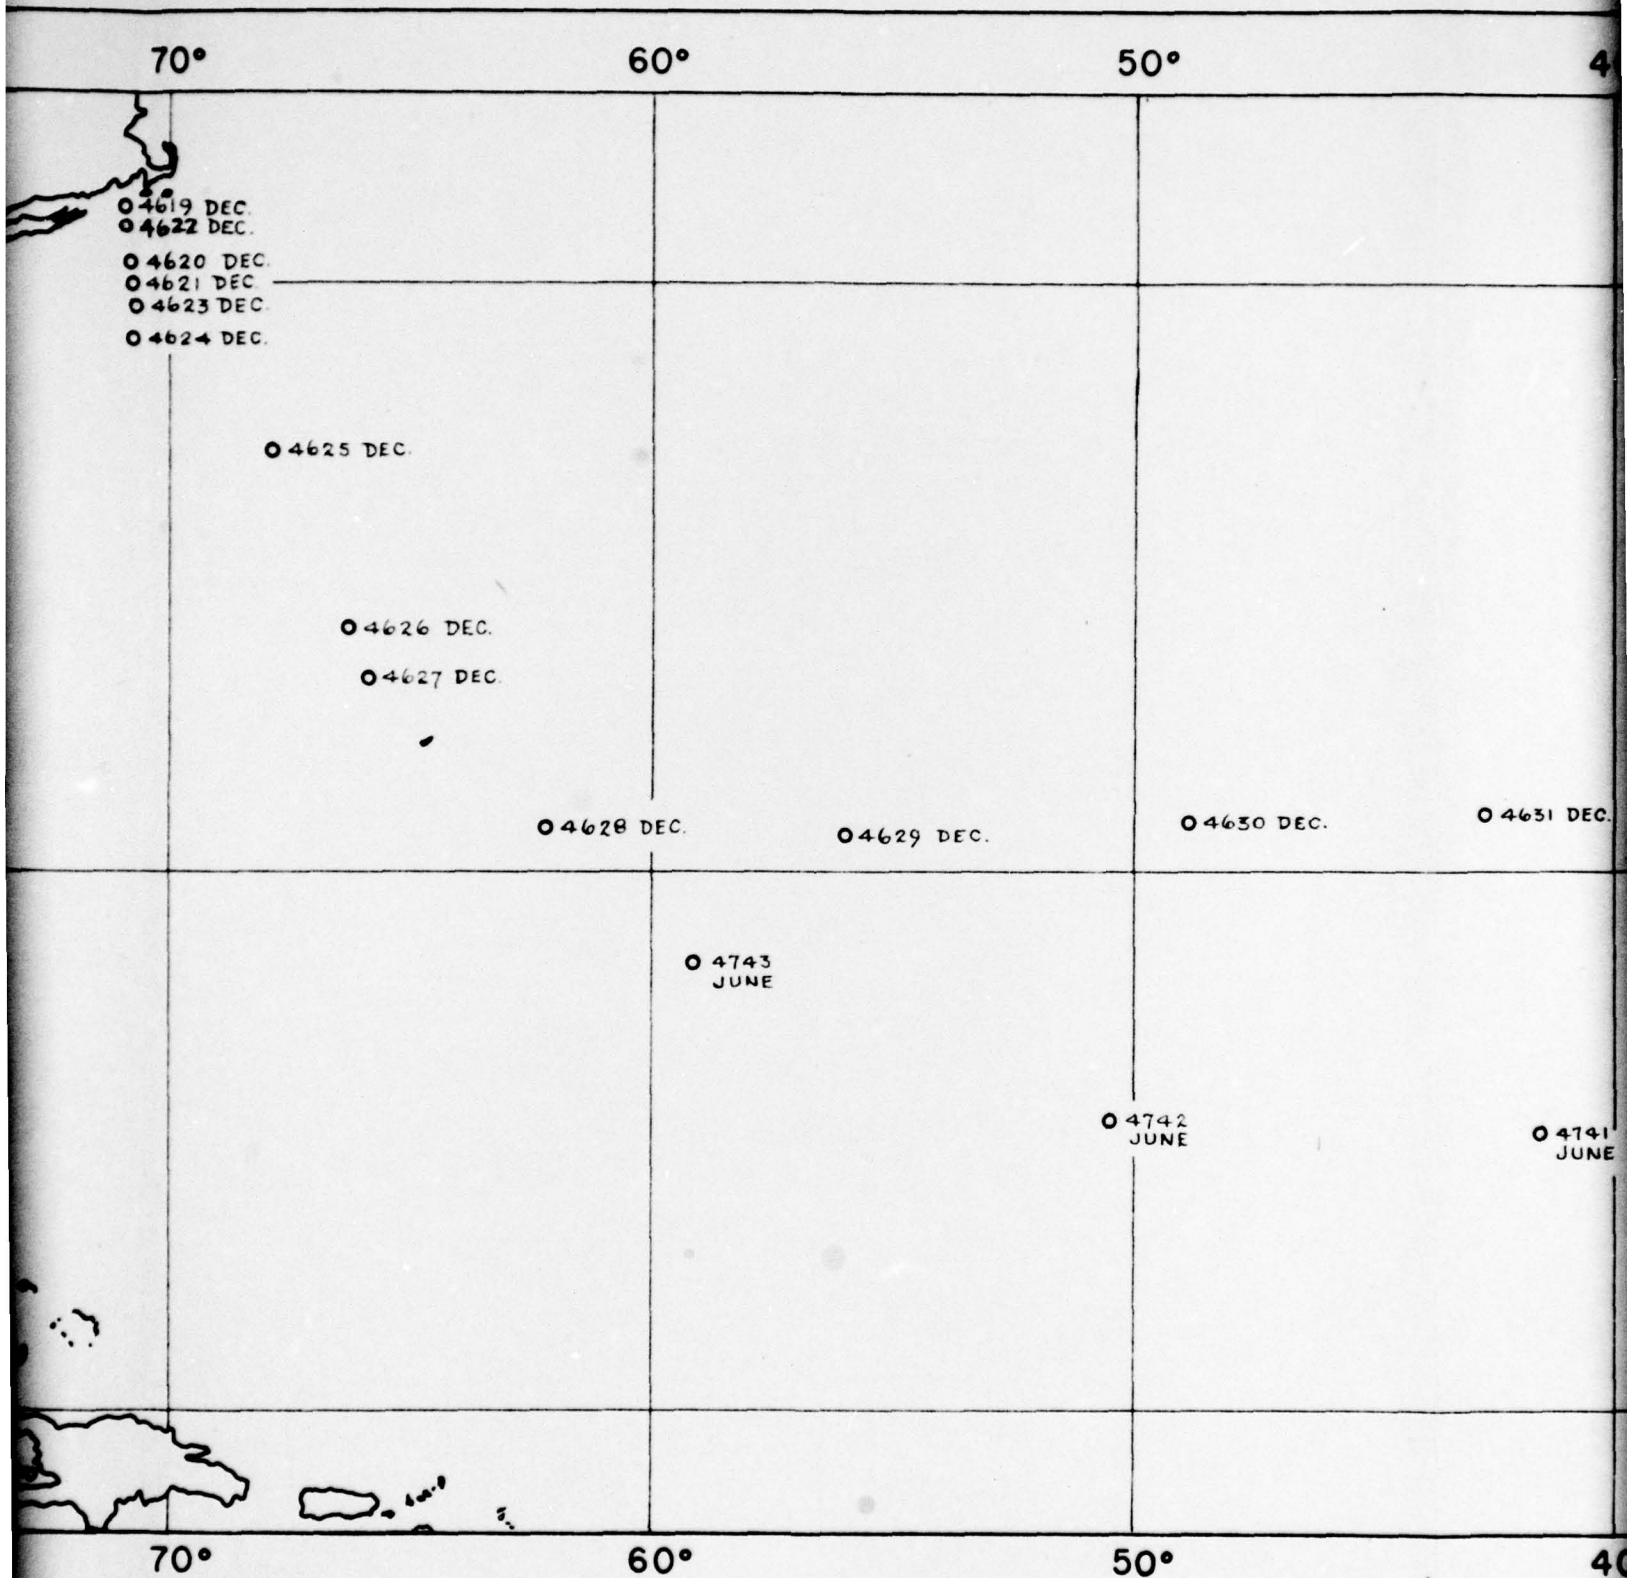 70° 60° 50° 4
4619 DEC.
4622 DEC.
4620 DEC.
4621 DEC
4623 DEC.
4624 DEC.
4625 DEC.
4626 DEC.
4627 DEC.
4628 DEC.
4629 DEC.
4630 DEC.
4631 DEC.
4743
JUNE
4742
JUNE
4741
JUNE
70° 60° 50° 40